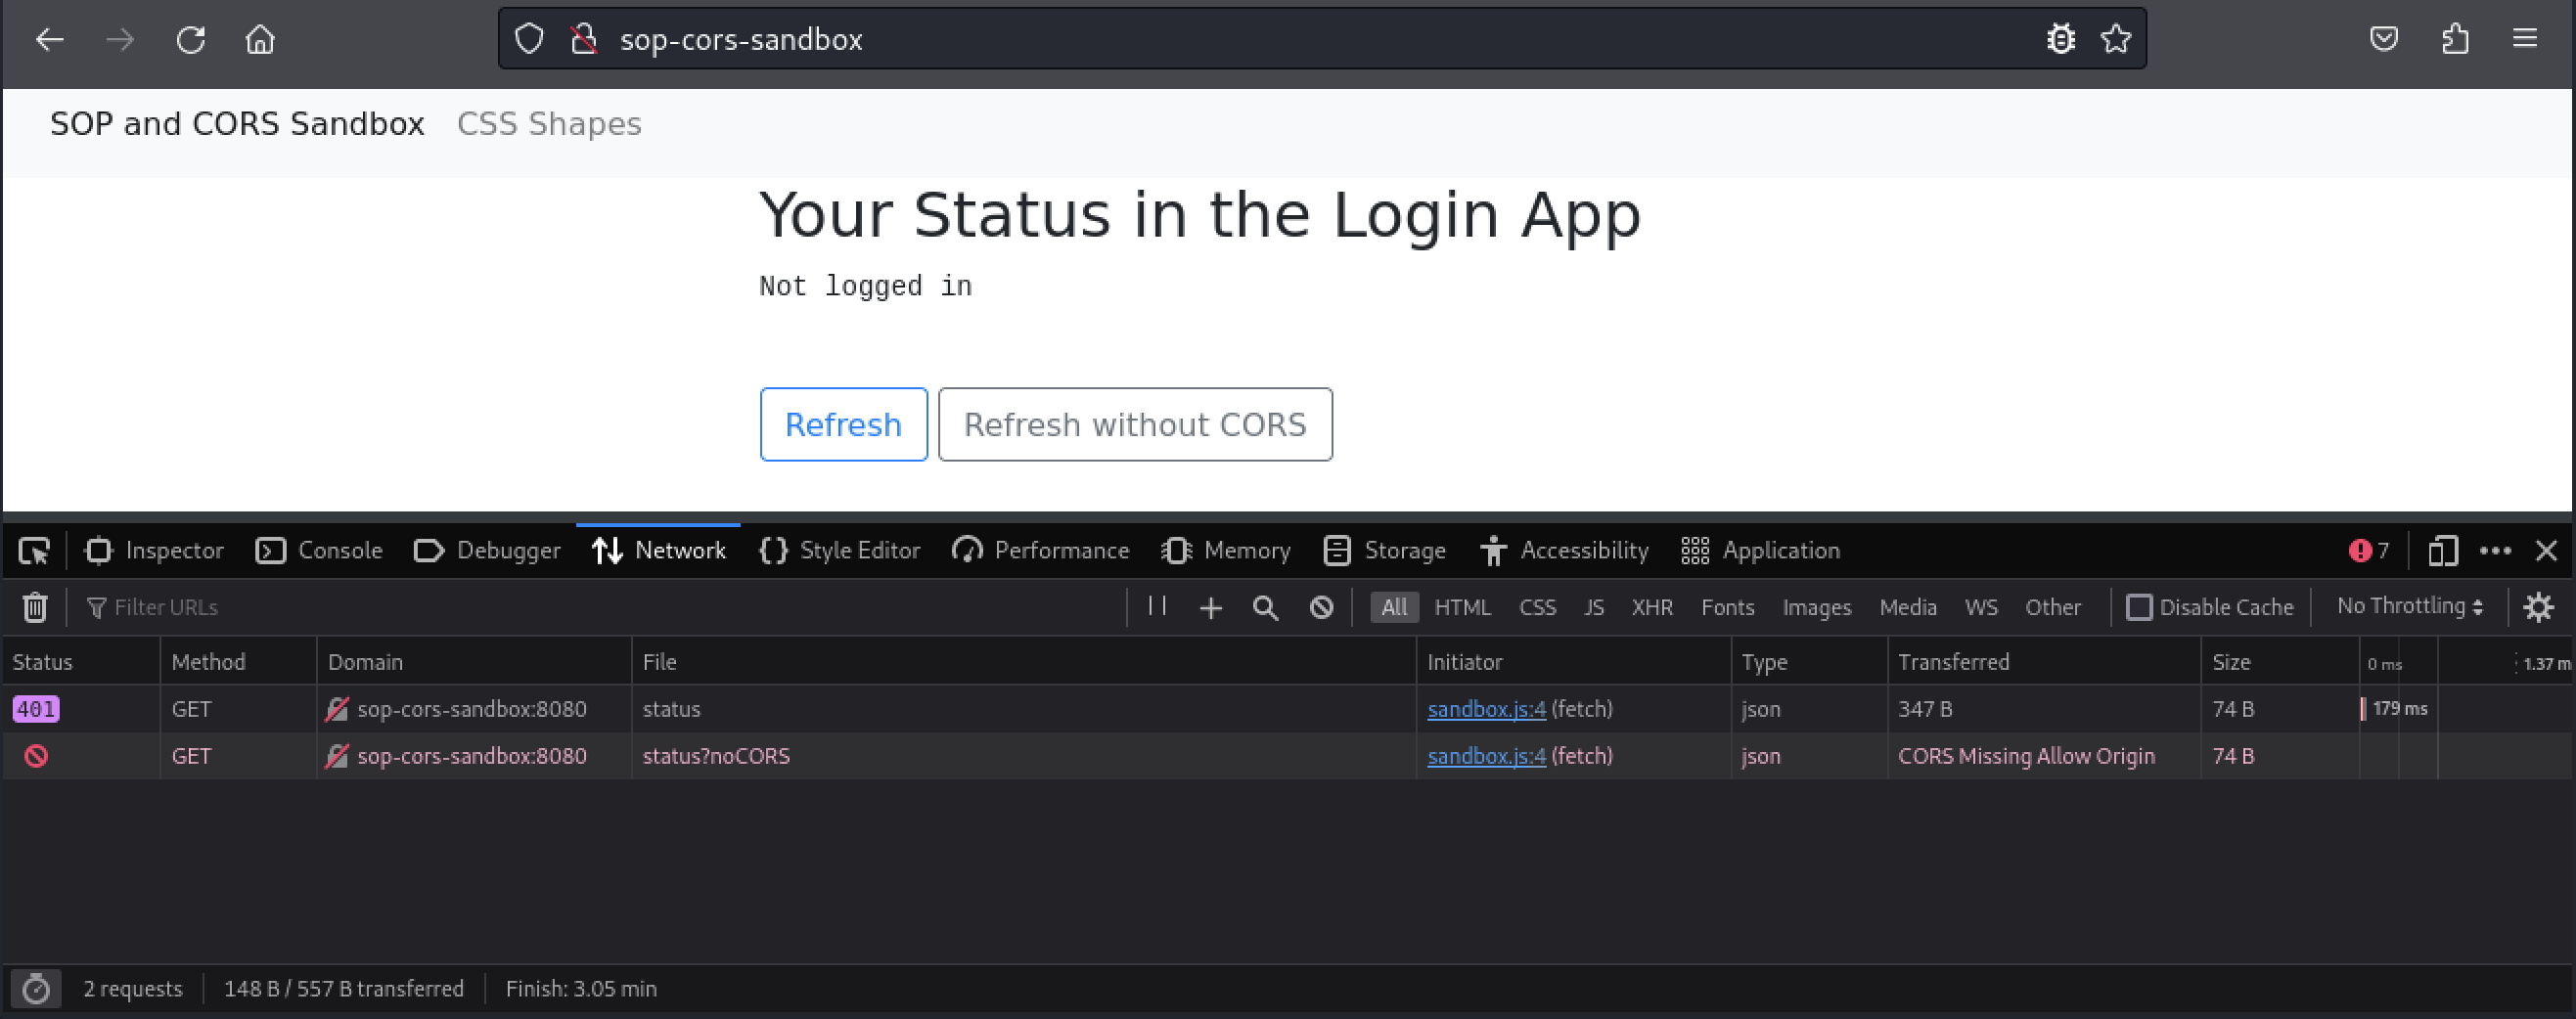 sop-cors-sandbox
SOP and CORS Sandbox CSS Shapes
Your Status in the Login App
Not logged in
Refresh Refresh without CORS
Inspector Console Debugger Network Style Editor Performance Memory Storage Accessibility Application 7
Filter URLs All HTML CSS JS XHR Fonts Images Media WS Other Disable Cache No Throttling
Status Method Domain File Initiator Type Transferred Size 0 ms 1.37 m
401 GET sop-cors-sandbox:8080 status sandbox.js:4 (fetch) json 347 B 74 B 179 ms
GET sop-cors-sandbox:8080 status?noCORS sandbox.js:4 (fetch) json CORS Missing Allow Origin 74 B
2 requests 148 B / 557 B transferred Finish: 3.05 min